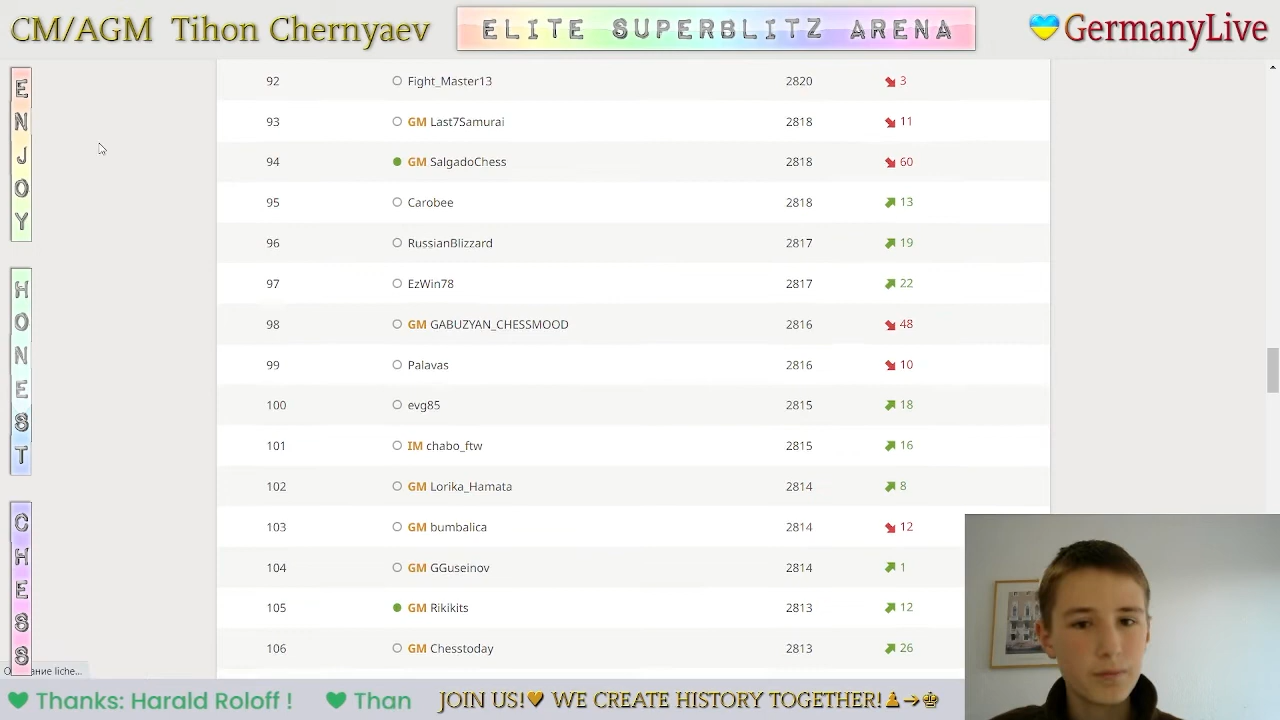 CM/AGM Tihon Chernyaev
ELITE SUPERBLITZ ARENA
GermanyLive
ENJOY
HONEST
CHESS
92 Fight_Master13 2820 3
93 GM Last7Samurai 2818 11
94 GM SalgadoChess 2818 60
95 Carobee 2818 13
96 RussianBlizzard 2817 19
97 EzWin78 2817 22
98 GM GABUZYAN_CHESSMOOD 2816 48
99 Palavas 2816 10
100 evg85 2815 18
101 IM chabo_ftw 2815 16
102 GM Lorika_Hamata 2814 8
103 GM bumbalica 2814 12
104 GM GGuseinov 2814 1
105 GM Rikikits 2813 12
106 GM Chesstoday 2813 26
liche...
Thanks: Harald Roloff ! Than
JOIN US! WE CREATE HISTORY TOGETHER!